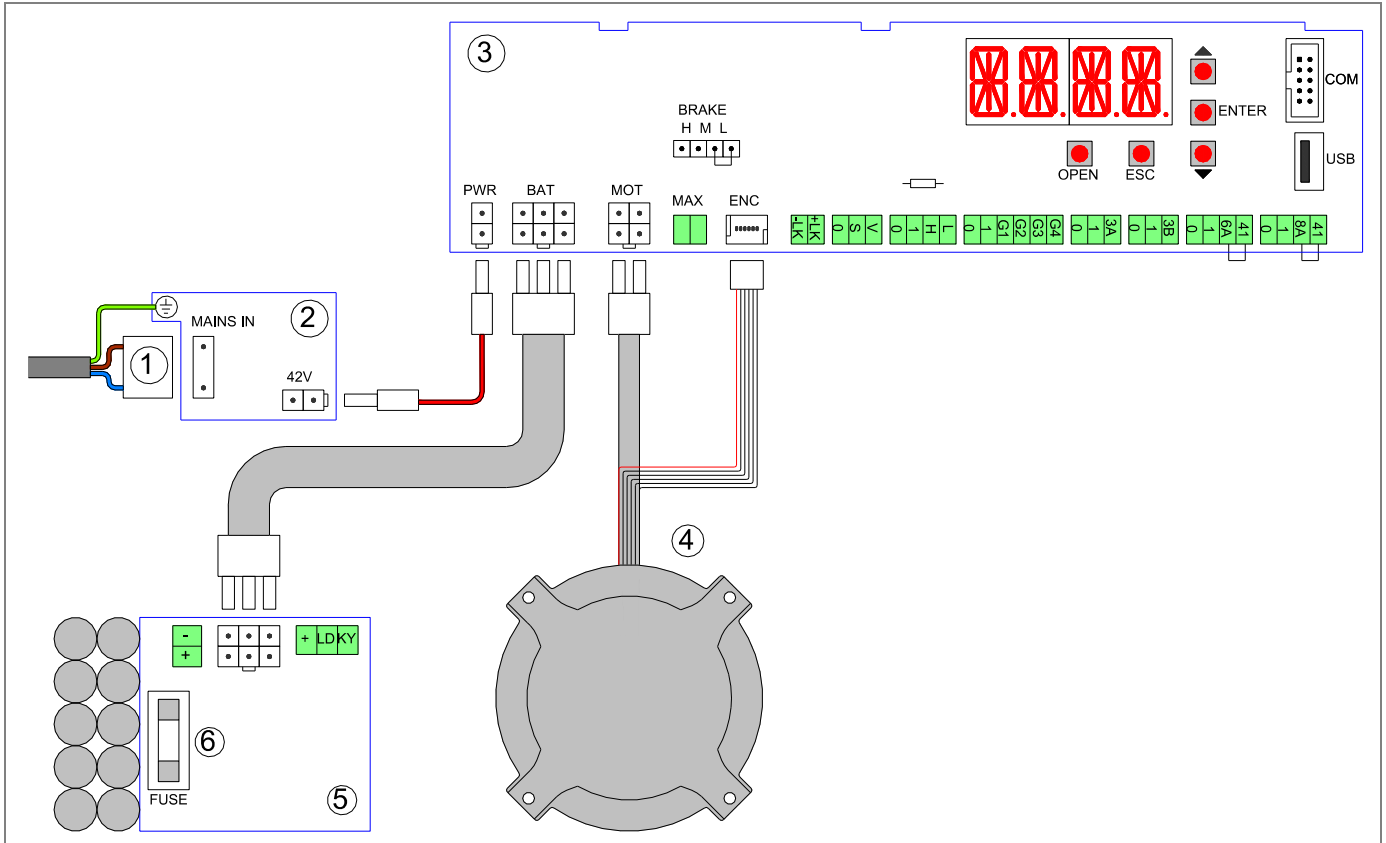 3
BRAKE
H M L
COM
ENTER
USB
OPEN
ESC
PWR
BAT
MOT
MAX
ENC
-LK
+LK
0
S
V
0
1
H
L
0
1
G1
G2
G3
G4
0
1
3A
0
1
3B
0
1
6A
41
0
1
8A
41
2
MAINS IN
1
42V
4
-
+
+ LD KY
6
FUSE
5